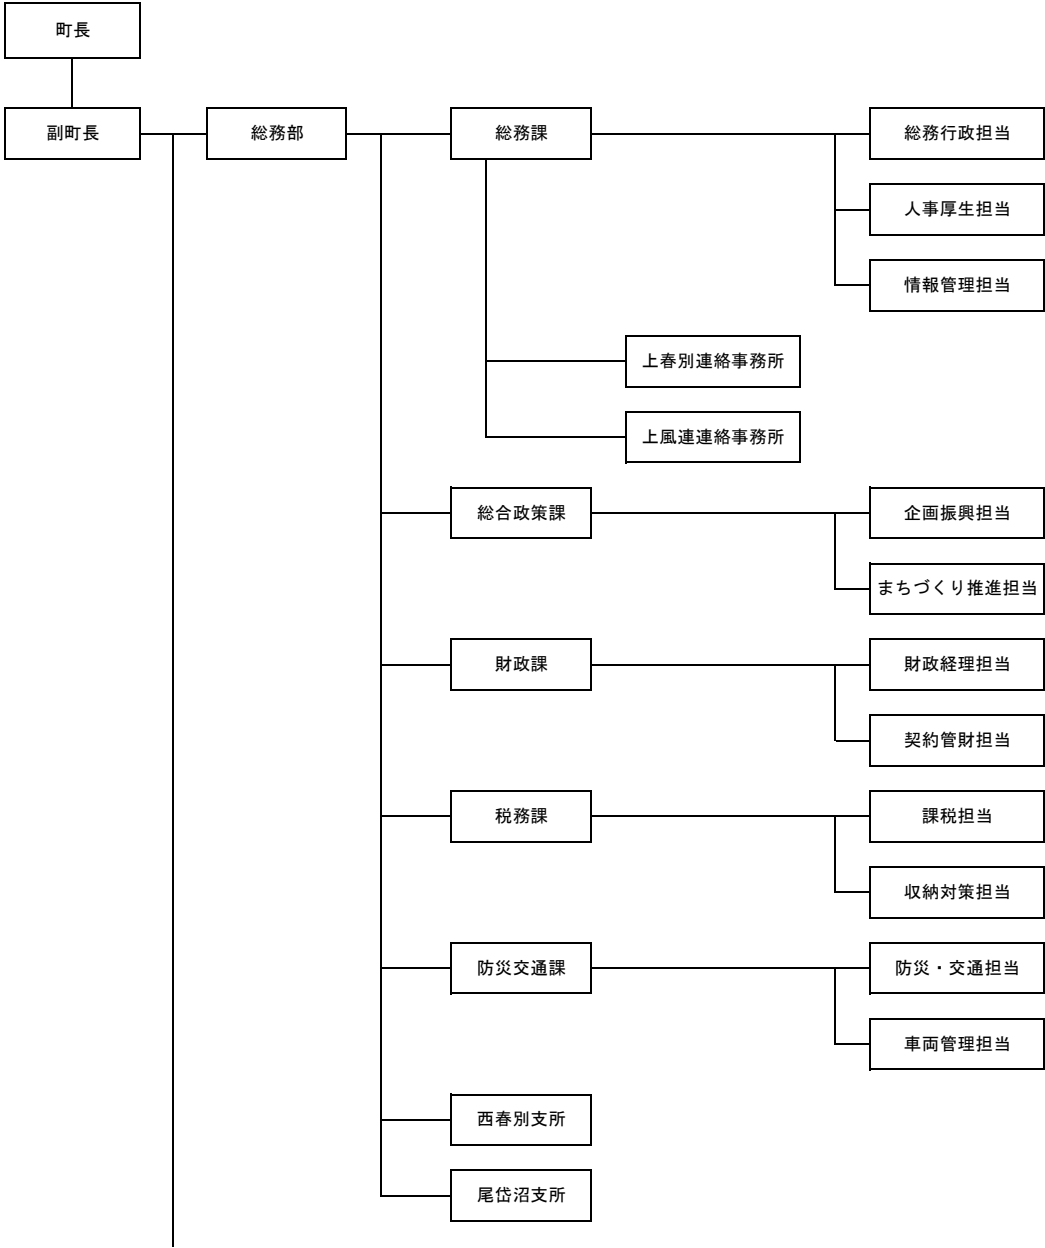 町長
副町長
総務部
総務課
総務行政担当
人事厚生担当
情報管理担当
上春別連絡事務所
上風連連絡事務所
総合政策課
企画振興担当
まちづくり推進担当
財政課
財政経理担当
契約管財担当
税務課
課税担当
収納対策担当
防災交通課
防災・交通担当
車両管理担当
西春別支所
尾岱沼支所